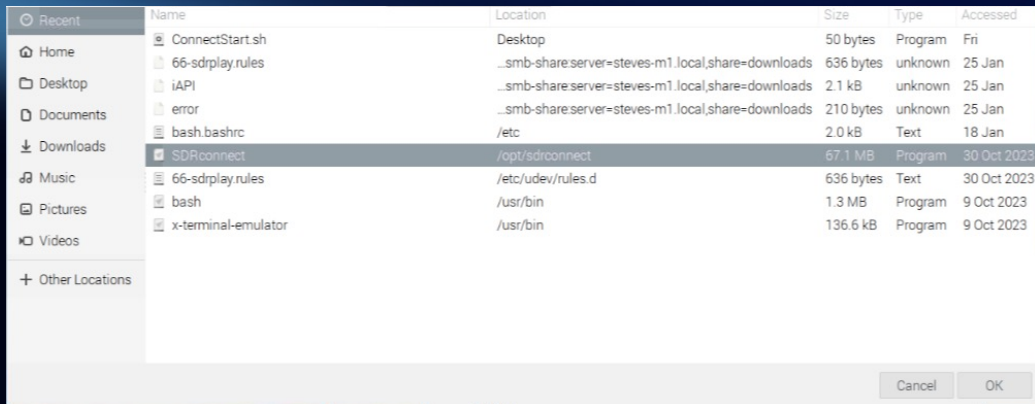 Recent
Home
Desktop
Documents
Downloads
Music
Pictures
Videos
+ Other Locations
Name Location Size Type Accessed
ConnectStart.sh Desktop 50 bytes Program Fri
66-sdrplay.rules ...smb-share:server=steves-m1.local,share=downloads 636 bytes unknown 25 Jan
iAPI ...smb-share:server=steves-m1.local,share=downloads 2.1 kB unknown 25 Jan
error ...smb-share:server=steves-m1.local,share=downloads 210 bytes unknown 25 Jan
bash.bashrc /etc 2.0 kB Text 18 Jan
SDRconnect /opt/sdrconnect 67.1 MB Program 30 Oct 2023
66-sdrplay.rules /etc/udev/rules.d 636 bytes Text 30 Oct 2023
bash /usr/bin 1.3 MB Program 9 Oct 2023
x-terminal-emulator /usr/bin 136.6 kB Program 9 Oct 2023
Cancel OK